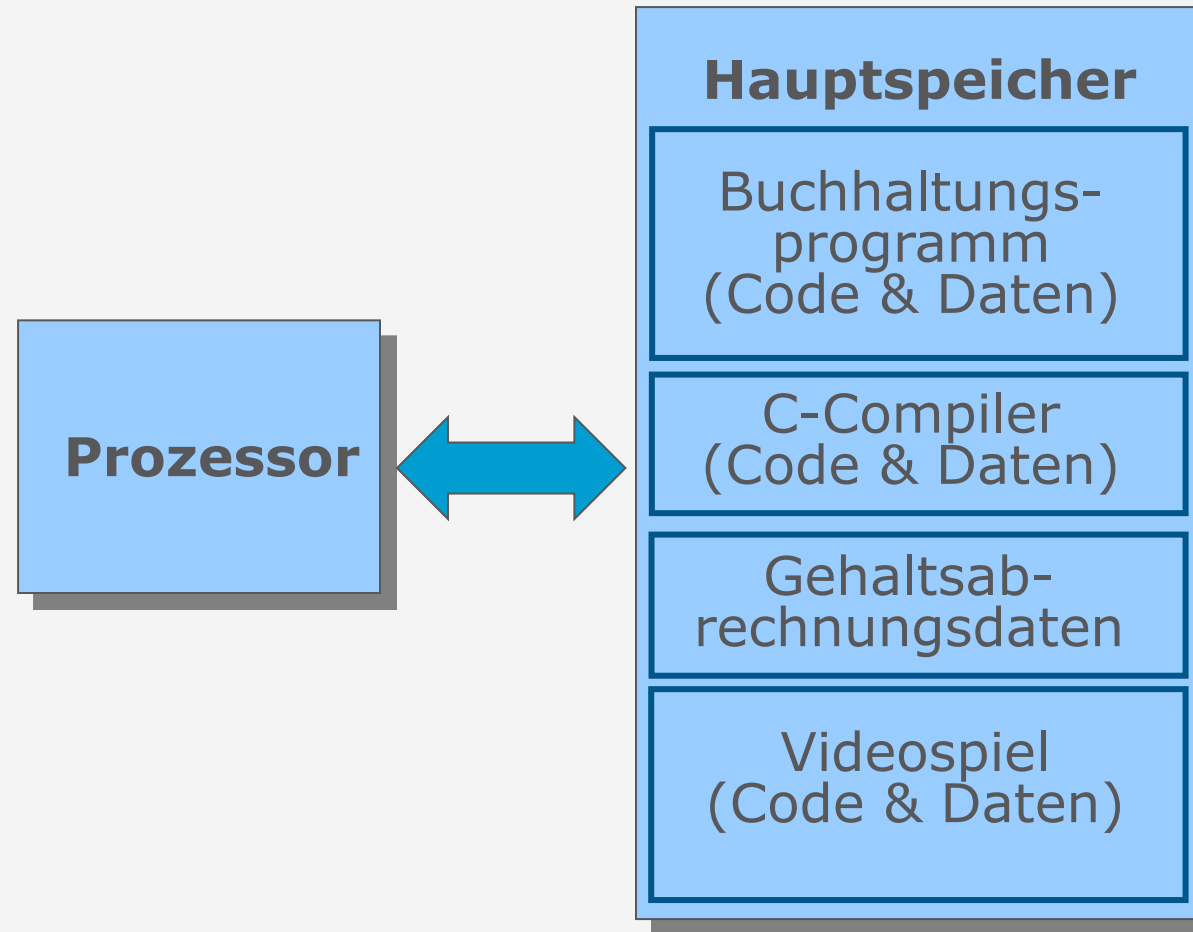 Hauptspeicher
Buchhaltungs-
programm
(Code & Daten)
Prozessor
C-Compiler
(Code & Daten)
Gehaltsab-
rechnungsdaten
Videospiel
(Code & Daten)